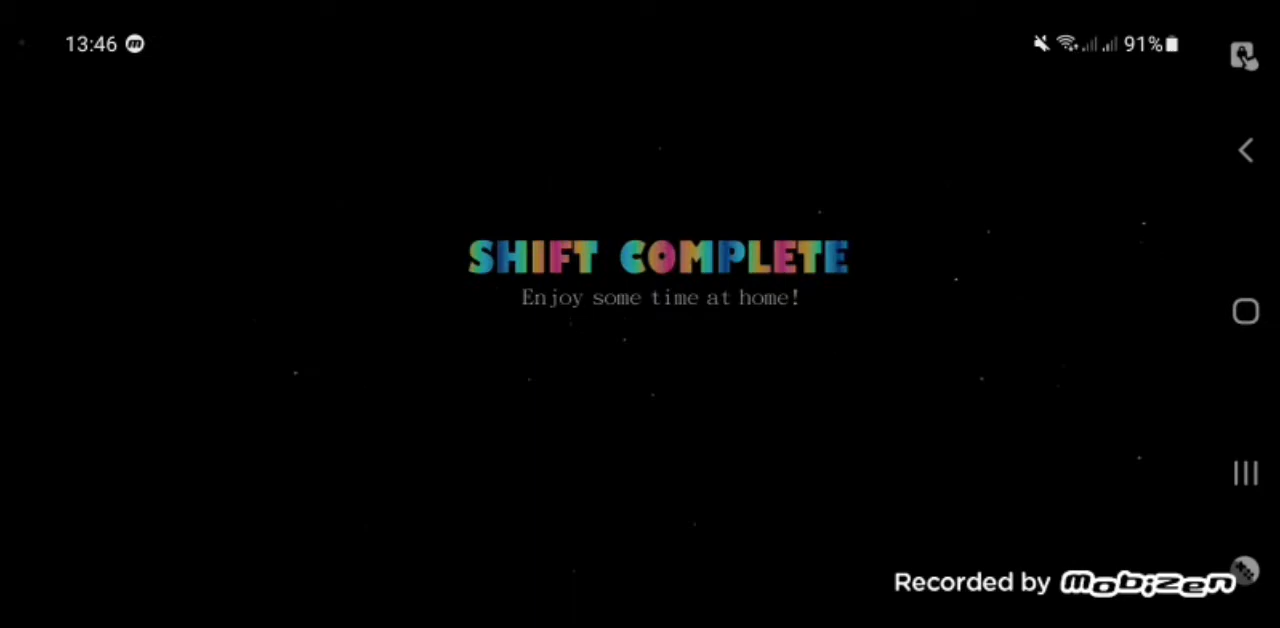 13:46
91%
SHIFT COMPLETE
Enjoy some time at home!
Recorded by mobizen